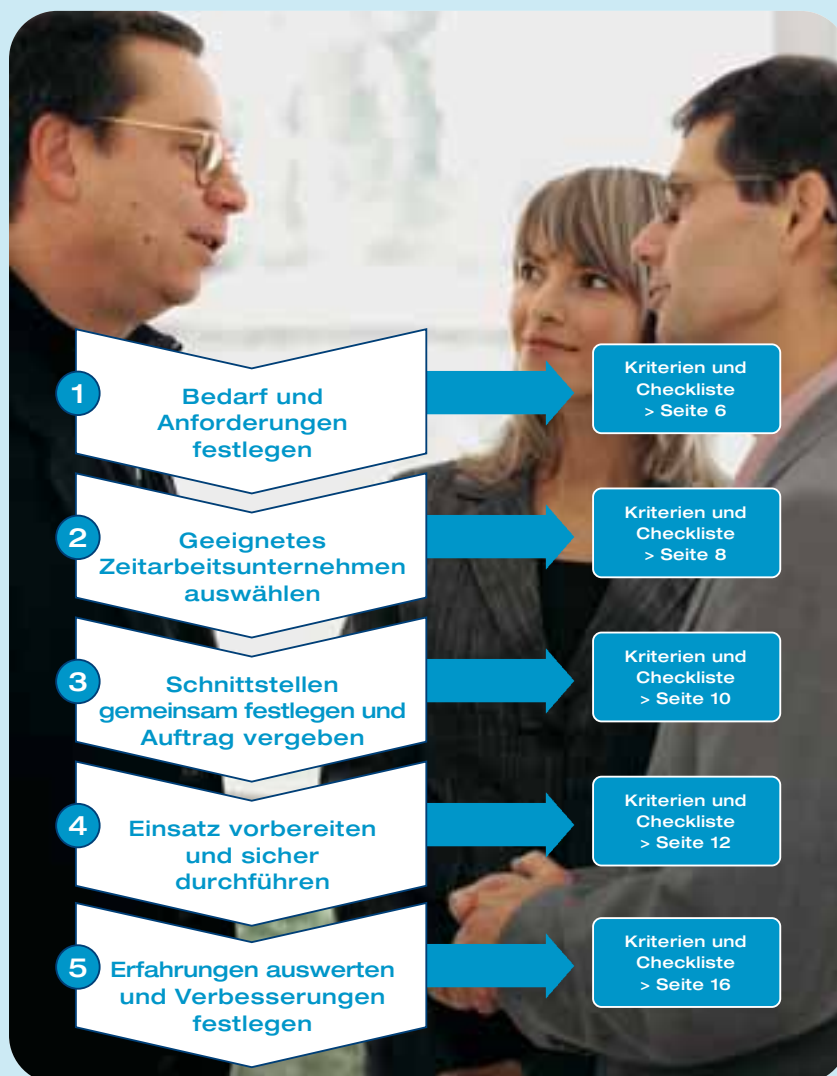 1
Bedarf und
Anforderungen
festlegen
Kriterien und
Checkliste
> Seite 6
2
Geeignetes
Zeitarbeitsunternehmen
auswählen
Kriterien und
Checkliste
> Seite 8
3
Schnittstellen
gemeinsam festlegen und
Auftrag vergeben
Kriterien und
Checkliste
> Seite 10
4
Einsatz vorbereiten
und sicher
durchführen
Kriterien und
Checkliste
> Seite 12
5
Erfahrungen auswerten
und Verbesserungen
festlegen
Kriterien und
Checkliste
> Seite 16